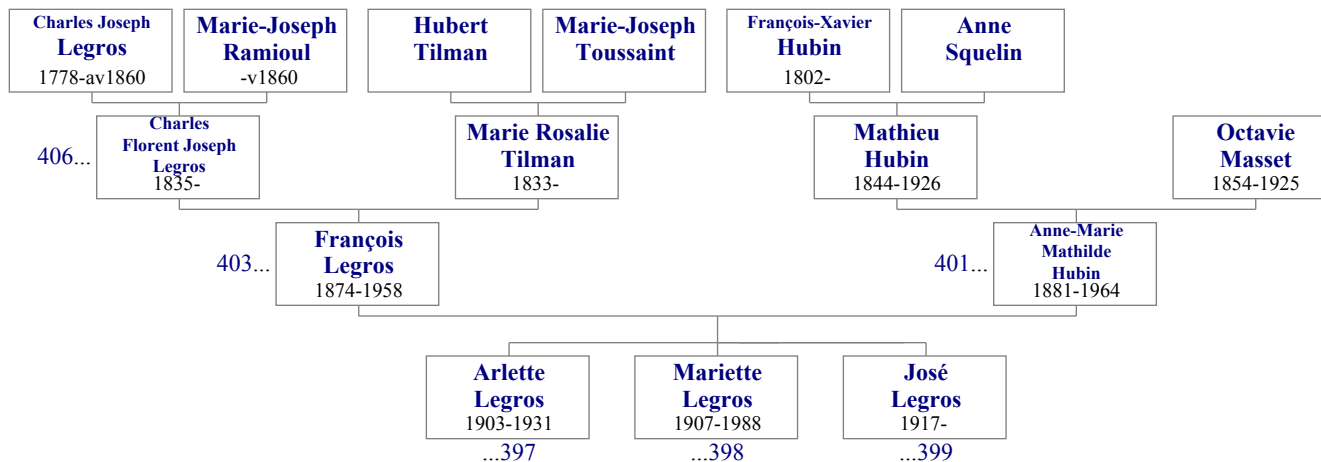 Charles Joseph
Legros
1778-av1860
Marie-Joseph
Ramioul
-v1860
Hubert
Tilman
Marie-Joseph
Toussaint
François-Xavier
Hubin
1802-
Anne
Squelin
406...
Charles
Florent Joseph
Legros
1835-
Marie Rosalie
Tilman
1833-
Mathieu
Hubin
1844-1926
Octavie
Masset
1854-1925
403...
François
Legros
1874-1958
401...
Anne-Marie
Mathilde
Hubin
1881-1964
Arlette
Legros
1903-1931
...397
Mariette
Legros
1907-1988
...398
José
Legros
1917-
...399